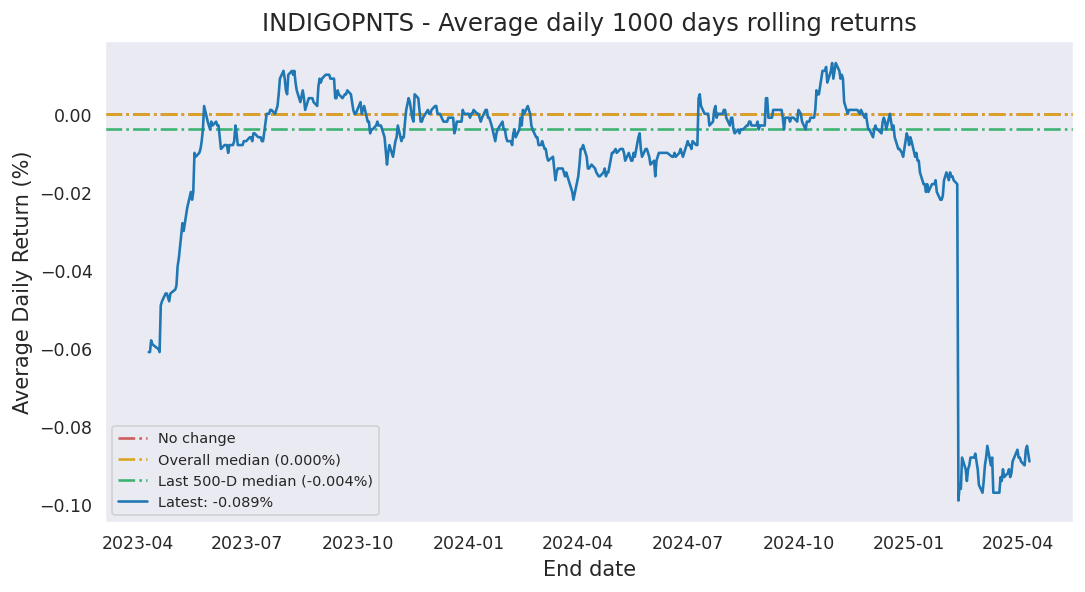 INDIGOPNTS - Average daily 1000 days rolling returns
Average Daily Return (%)
0.00
−0.02
−0.04
−0.06
−0.08
−0.10
No change
Overall median (0.000%)
Last 500-D median (-0.004%)
Latest: -0.089%
2023-04 2023-07 2023-10 2024-01 2024-04 2024-07 2024-10 2025-01 2025-04
End date